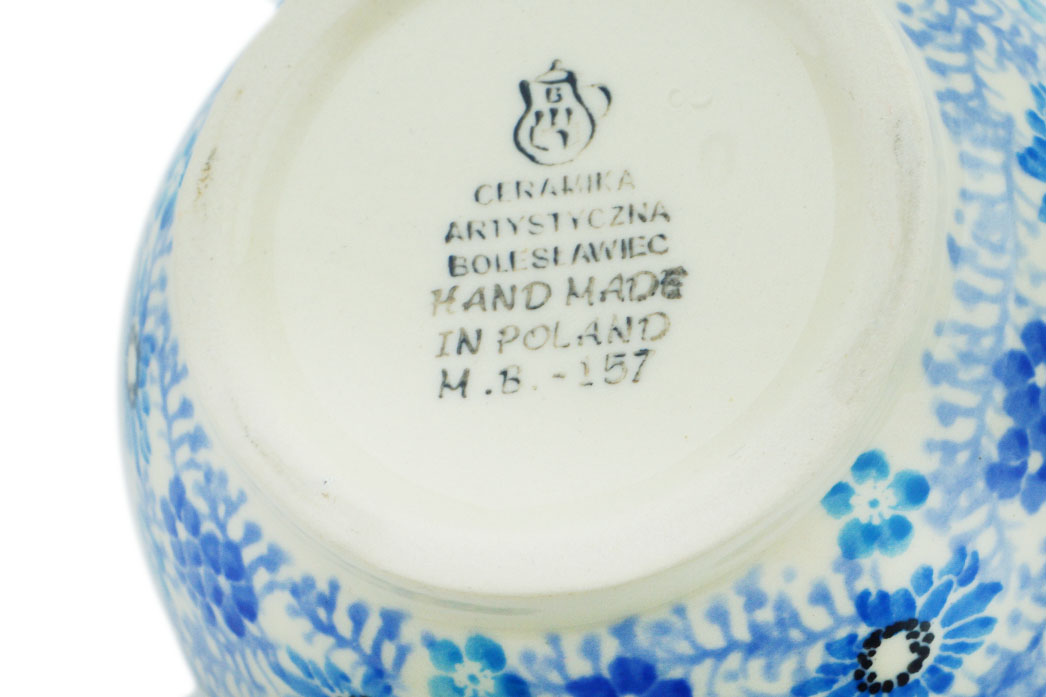 B
CERAMIKA
ARTYSTYCZNA
BOLESŁAWIEC
HAND MADE
IN POLAND
M.B.-157